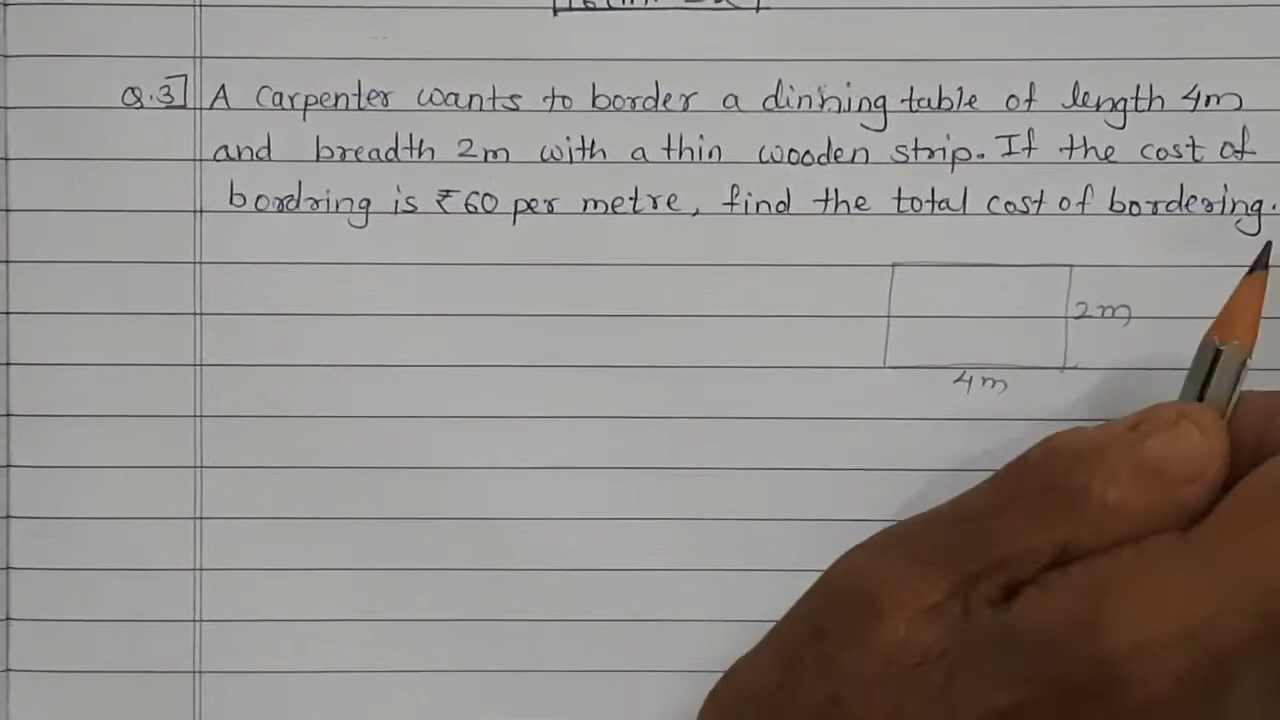 Q.3] A Carpenter wants to border a dinning table of length 4m
and breadth 2m with a thin wooden strip. If the cost of
bordring is ₹60 per metre, find the total cost of bordering.
2m
4m